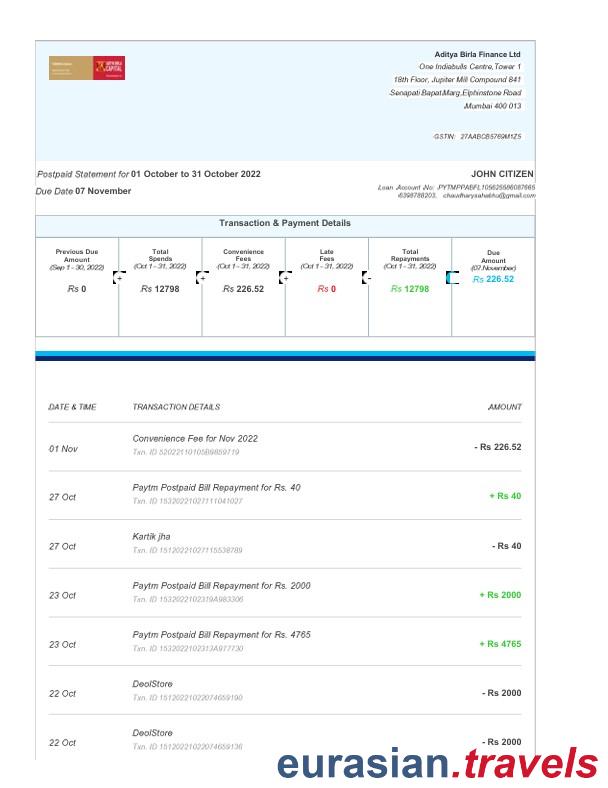 ADITYA BIRLA
CAPITAL
Aditya Birla Finance Ltd
One Indiabulls Centre,Tower 1
18th Floor, Jupiter Mill Compound 841
Senapati Bapat Marg,Elphinstone Road
Mumbai 400 013
GSTIN: 27AABCB5769M1Z5
Postpaid Statement for 01 October to 31 October 2022
JOHN CITIZEN
Due Date 07 November
Loan Account No: PYTMPPABFL105625586087665
6398788203, chaudharysahabhu@gmail.com
Transaction & Payment Details
Previous Due Amount (Sep 1 - 30, 2022) Rs 0
+
Total Spends (Oct 1 - 31, 2022) Rs 12798
+
Convenience Fees (Oct 1 - 31, 2022) Rs 226.52
+
Late Fees (Oct 1 - 31, 2022) Rs 0
-
Total Repayments (Oct 1 - 31, 2022) Rs 12798
Due Amount (07.November) Rs 226.52
DATE & TIME TRANSACTION DETAILS AMOUNT
Convenience Fee for Nov 2022
01 Nov - Rs 226.52
Txn. ID 52022110105B9859719
Paytm Postpaid Bill Repayment for Rs. 40
27 Oct + Rs 40
Txn. ID 15320221027111041027
Kartik jha
27 Oct - Rs 40
Txn. ID 15120221027115538789
Paytm Postpaid Bill Repayment for Rs. 2000
23 Oct + Rs 2000
Txn. ID 1532022102319A983306
Paytm Postpaid Bill Repayment for Rs. 4765
23 Oct + Rs 4765
Txn. ID 1532022102313A977730
DeolStore
22 Oct - Rs 2000
Txn. ID 15120221022074659190
DeolStore
22 Oct - Rs 2000
Txn. ID 15120221022074659136
eurasian.travels